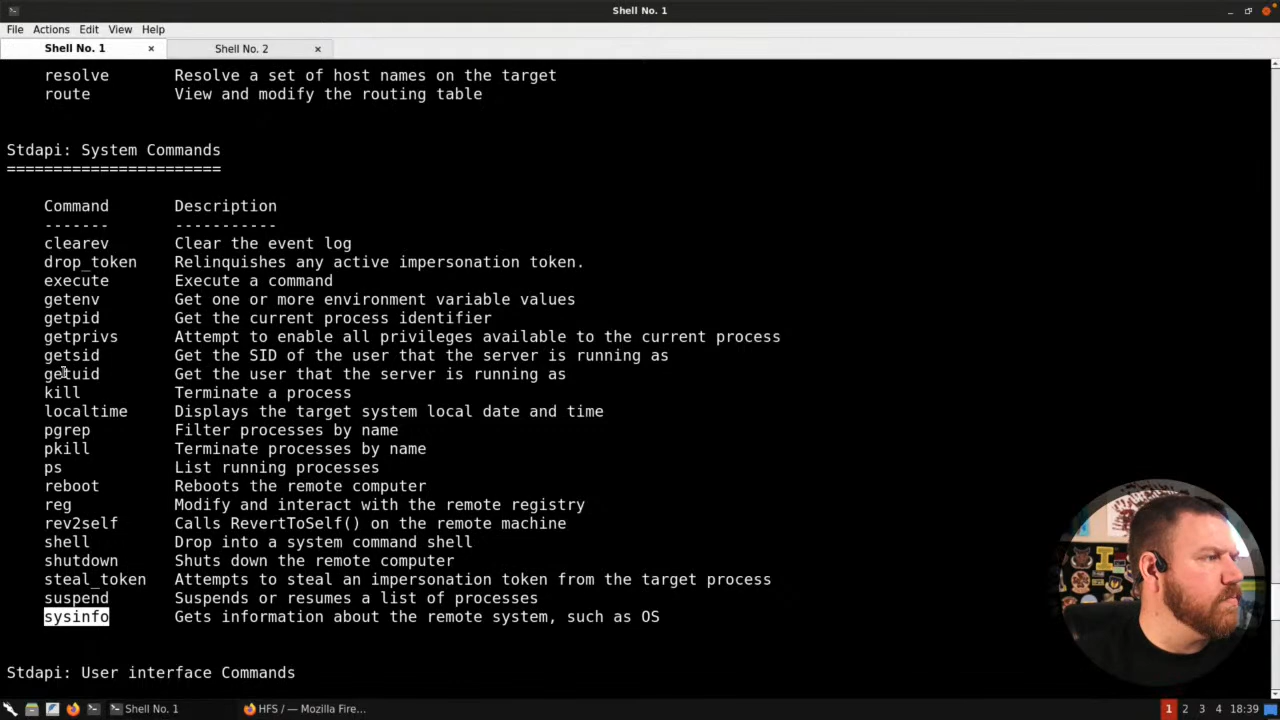 Shell No. 1
File Actions Edit View Help
Shell No. 1 × Shell No. 2 ×
resolve Resolve a set of host names on the target
route View and modify the routing table
Stdapi: System Commands
=======================
Command Description
------- -----------
clearev Clear the event log
drop_token Relinquishes any active impersonation token.
execute Execute a command
getenv Get one or more environment variable values
getpid Get the current process identifier
getprivs Attempt to enable all privileges available to the current process
getsid Get the SID of the user that the server is running as
getuid Get the user that the server is running as
kill Terminate a process
localtime Displays the target system local date and time
pgrep Filter processes by name
pkill Terminate processes by name
ps List running processes
reboot Reboots the remote computer
reg Modify and interact with the remote registry
rev2self Calls RevertToSelf() on the remote machine
shell Drop into a system command shell
shutdown Shuts down the remote computer
steal_token Attempts to steal an impersonation token from the target process
suspend Suspends or resumes a list of processes
sysinfo Gets information about the remote system, such as OS
Stdapi: User interface Commands
Shell No. 1 HFS / — Mozilla Fire... 1 2 3 4 18:39